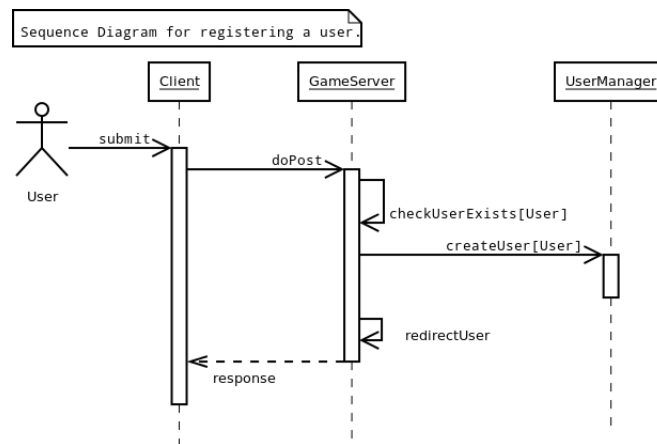 Sequence Diagram for registering a user.
Client
GameServer
UserManager
submit
doPost
User
checkUserExists[User]
createUser[User]
redirectUser
response